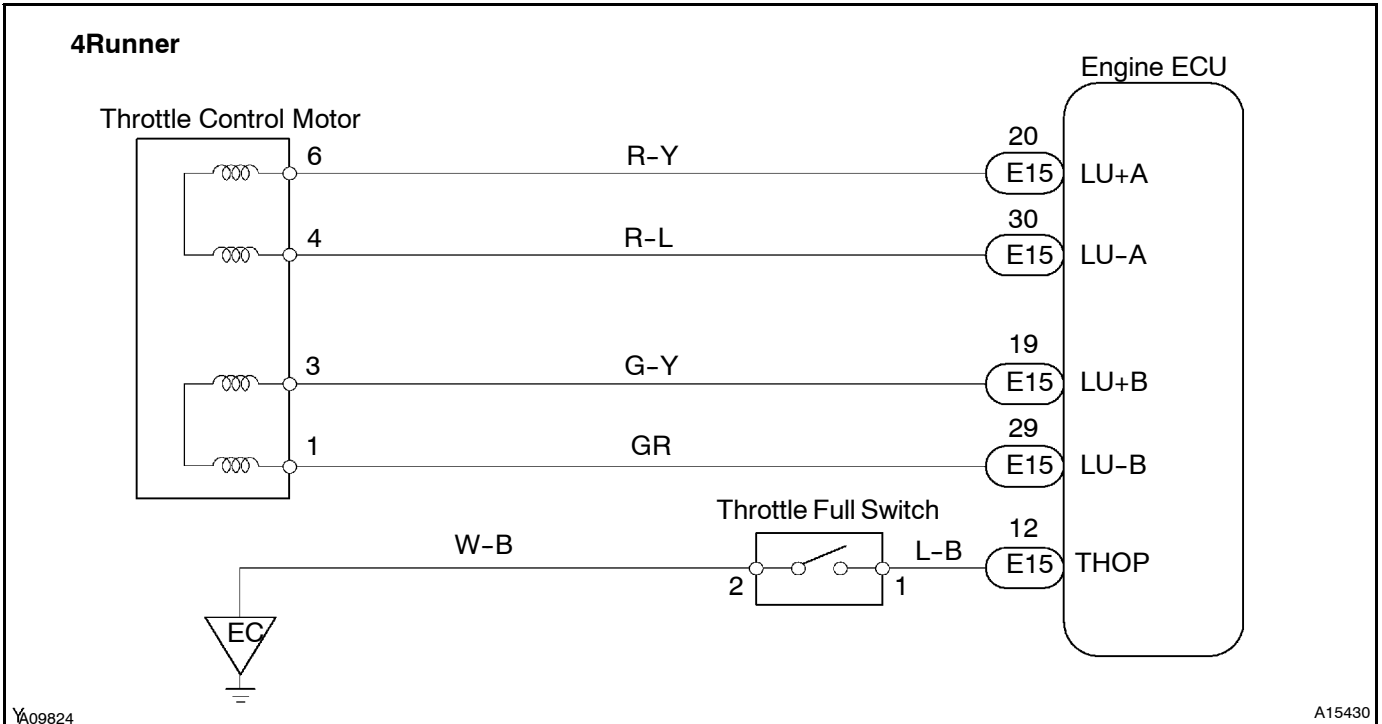 4Runner
Engine ECU
Throttle Control Motor
6
R-Y
20
E15
LU+A
4
R-L
30
E15
LU-A
3
G-Y
19
E15
LU+B
1
GR
29
E15
LU-B
Throttle Full Switch
W-B
2
1
L-B
12
E15
THOP
EC
A09824
A15430